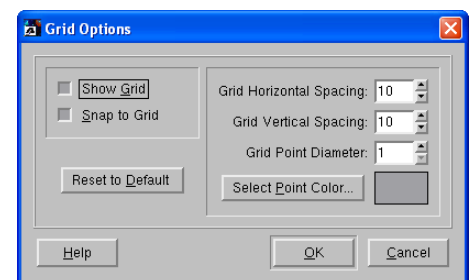 Grid Options
Show Grid
Snap to Grid
Reset to Default
Grid Horizontal Spacing: 10
Grid Vertical Spacing: 10
Grid Point Diameter: 1
Select Point Color...
Help
OK
Cancel